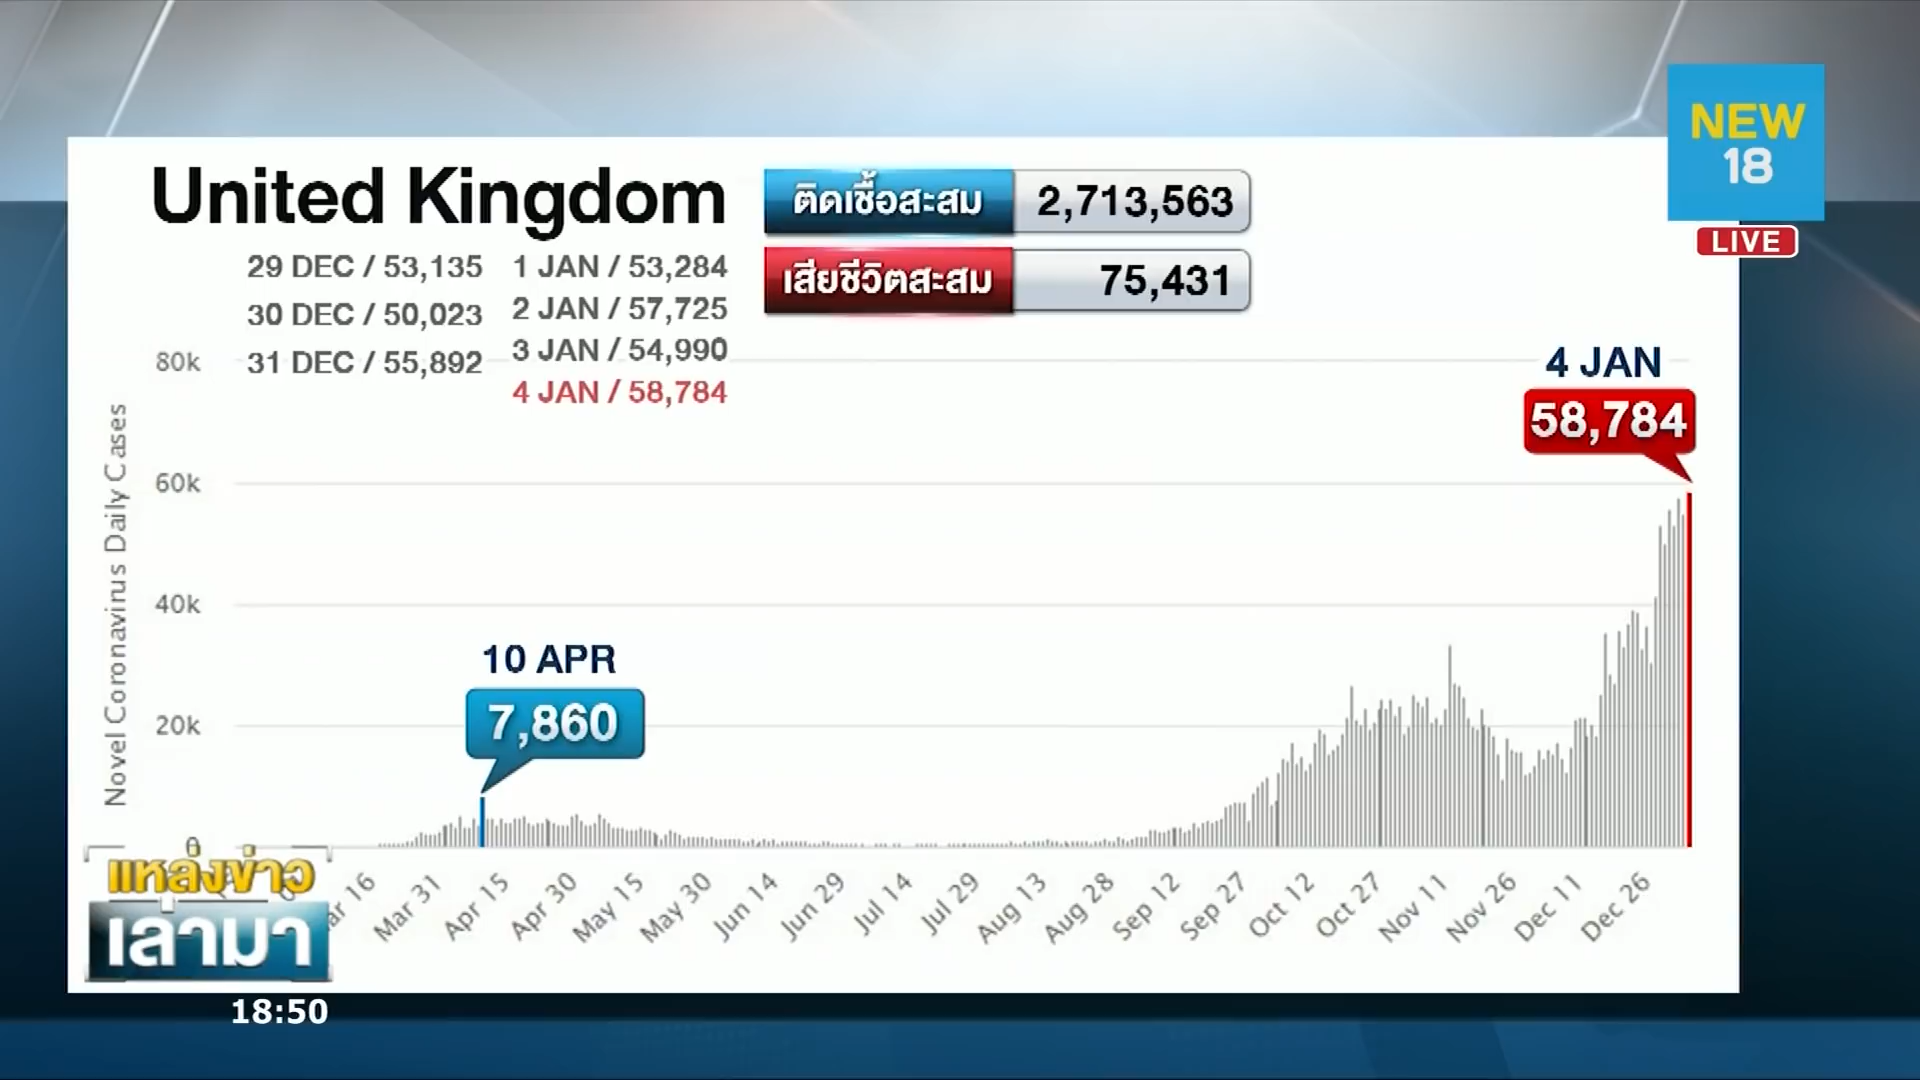 NEW
18
LIVE
United Kingdom
ติดเชื้อสะสม 2,713,563
เสียชีวิตสะสม 75,431
29 DEC / 53,135
30 DEC / 50,023
31 DEC / 55,892
1 JAN / 53,284
2 JAN / 57,725
3 JAN / 54,990
4 JAN / 58,784
4 JAN
58,784
10 APR
7,860
Novel Coronavirus Daily Cases
80k
60k
40k
20k
0
Mar 31 Apr 15 Apr 30 May 15 May 30 Jun 14 Jun 29 Jul 14 Jul 29 Aug 13 Aug 28 Sep 12 Sep 27 Oct 12 Oct 27 Nov 11 Nov 26 Dec 11 Dec 26
แหล่งข่าว
เล่ามา
18:50